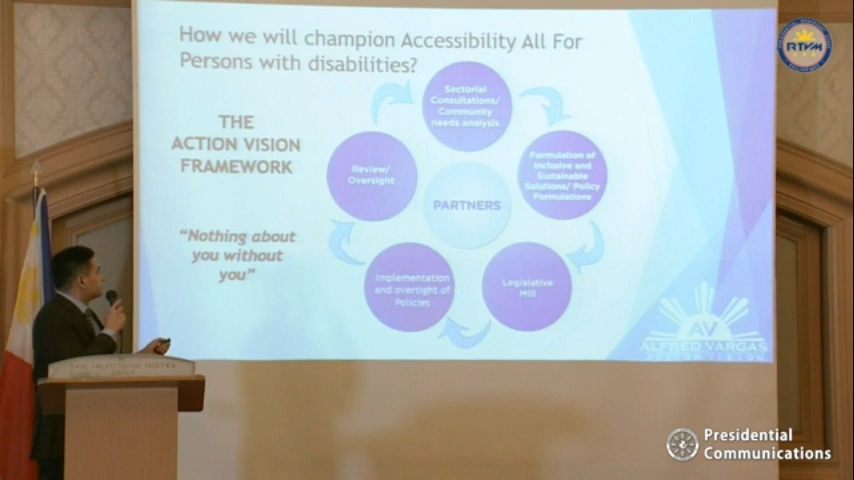 How we will champion Accessibility All For
Persons with disabilities?
THE
ACTION VISION
FRAMEWORK
"Nothing about
you without
you"
Sectorial
Consultations/
Community
needs analysis
Formulation of
Inclusive and
Sustainable
Solutions/ Policy
Formulations
Legislative
Mill
Implementation
and oversight of
Policies
Review/
Oversight
PARTNERS
AV
ALFRED VARGAS
ACTION VISION
RTVM
THE HERITAGE HOTEL
Presidential
Communications